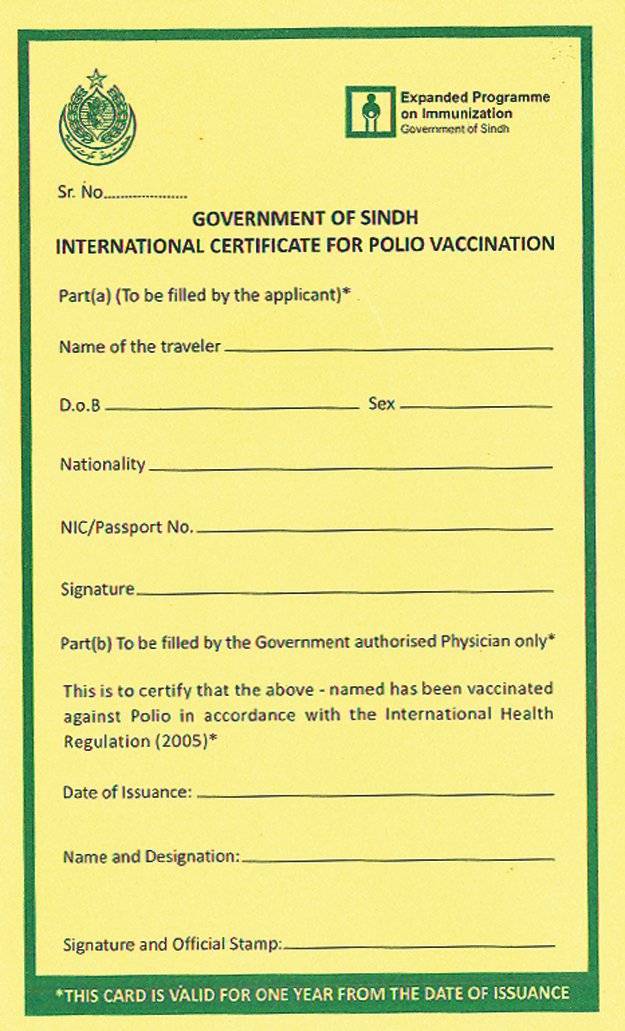 Expanded Programme
on Immunization
Government of Sindh
Sr. No....................
GOVERNMENT OF SINDH
INTERNATIONAL CERTIFICATE FOR POLIO VACCINATION
Part(a) (To be filled by the applicant)*
Name of the traveler
D.o.B Sex
Nationality
NIC/Passport No.
Signature
Part(b) To be filled by the Government authorised Physician only*
This is to certify that the above - named has been vaccinated
against Polio in accordance with the International Health
Regulation (2005)*
Date of Issuance:
Name and Designation:
Signature and Official Stamp:
*THIS CARD IS VALID FOR ONE YEAR FROM THE DATE OF ISSUANCE